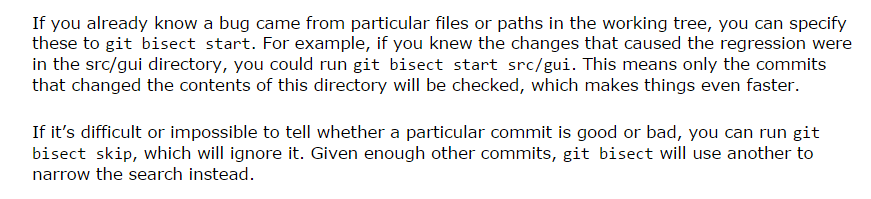 If you already know a bug came from particular files or paths in the working tree, you can specify
these to git bisect start. For example, if you knew the changes that caused the regression were
in the src/gui directory, you could run git bisect start src/gui. This means only the commits
that changed the contents of this directory will be checked, which makes things even faster.
If it’s difficult or impossible to tell whether a particular commit is good or bad, you can run git
bisect skip, which will ignore it. Given enough other commits, git bisect will use another to
narrow the search instead.